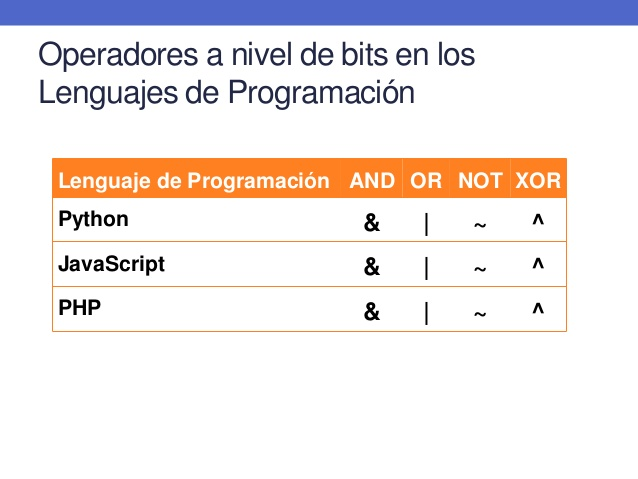 Operadores a nivel de bits en los
Lenguajes de Programación
Lenguaje de Programación AND OR NOT XOR
Python & | ~ ^
JavaScript & | ~ ^
PHP & | ~ ^